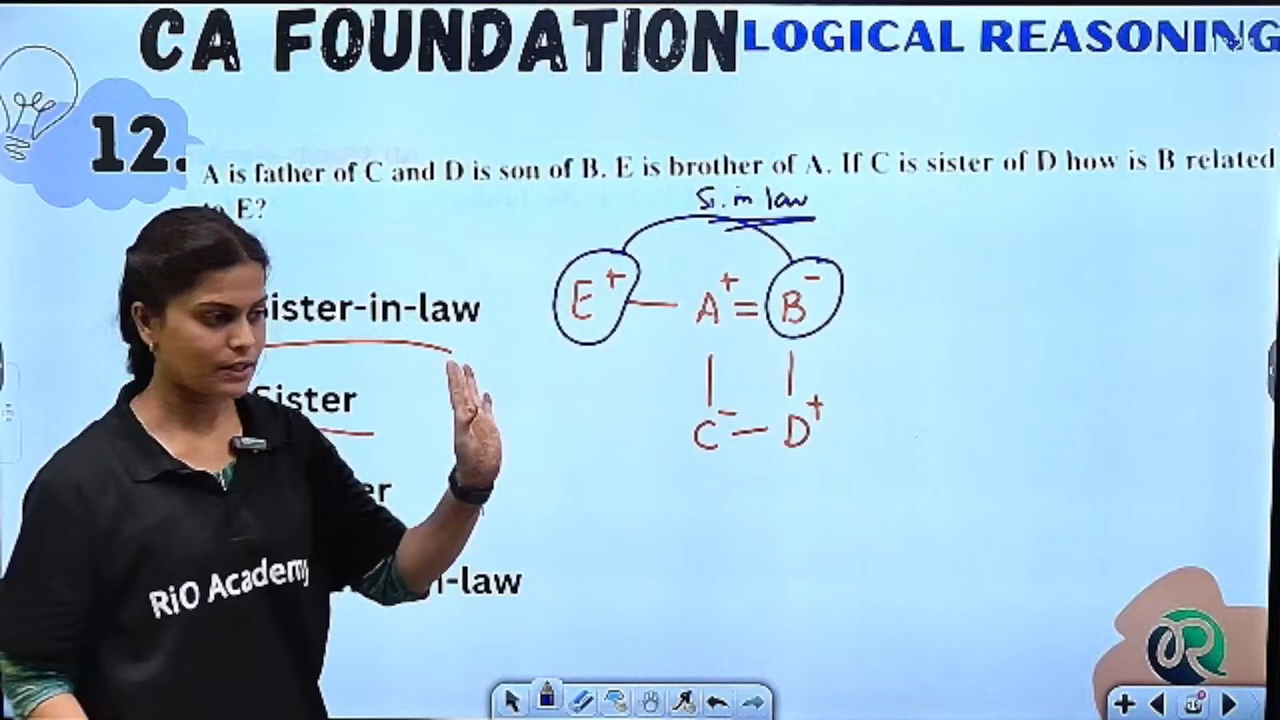 CA FOUNDATION LOGICAL REASONING
12.
A is father of C and D is son of B. E is brother of A. If C is sister of D how is B related
E?
Si. in law
E+ — A+ = B-
Sister-in-law
| |
Sister
C- — D+
RiO Academy
-law